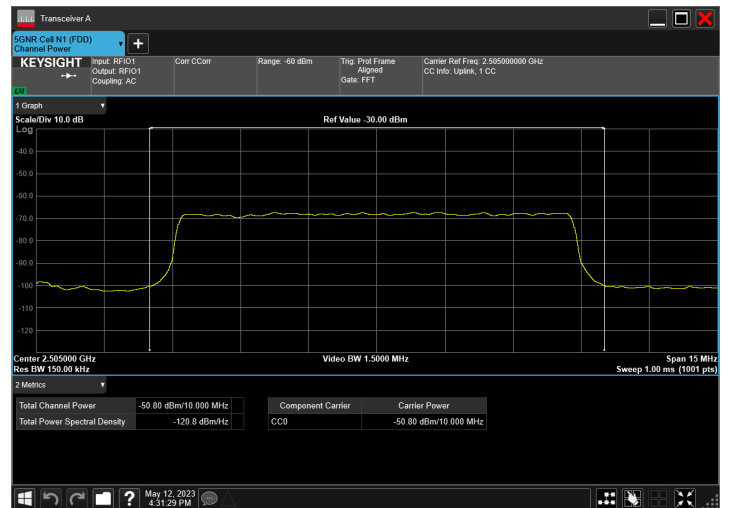 Transceiver A
5GNR Cell N1 (FDD)
Channel Power
KEYSIGHT
Input: RFIO1
Output: RFIO1
Coupling: AC
Corr CCorr
Range: -60 dBm
Trig: Prot Frame
Aligned
Gate: FFT
Carrier Ref Freq: 2.505000000 GHz
CC Info: Uplink, 1 CC
LXI
1 Graph
Scale/Div 10.0 dB
Ref Value -30.00 dBm
Log
-40.0
-50.0
-60.0
-70.0
-80.0
-90.0
-100
-110
-120
Center 2.505000 GHz
Video BW 1.5000 MHz
Span 15 MHz
Res BW 150.00 kHz
Sweep 1.00 ms (1001 pts)
2 Metrics
Total Channel Power -50.80 dBm/10.000 MHz
Total Power Spectral Density -120.8 dBm/Hz
Component Carrier Carrier Power
CC0 -50.80 dBm/10.000 MHz
?
May 12, 2023
4:31:29 PM